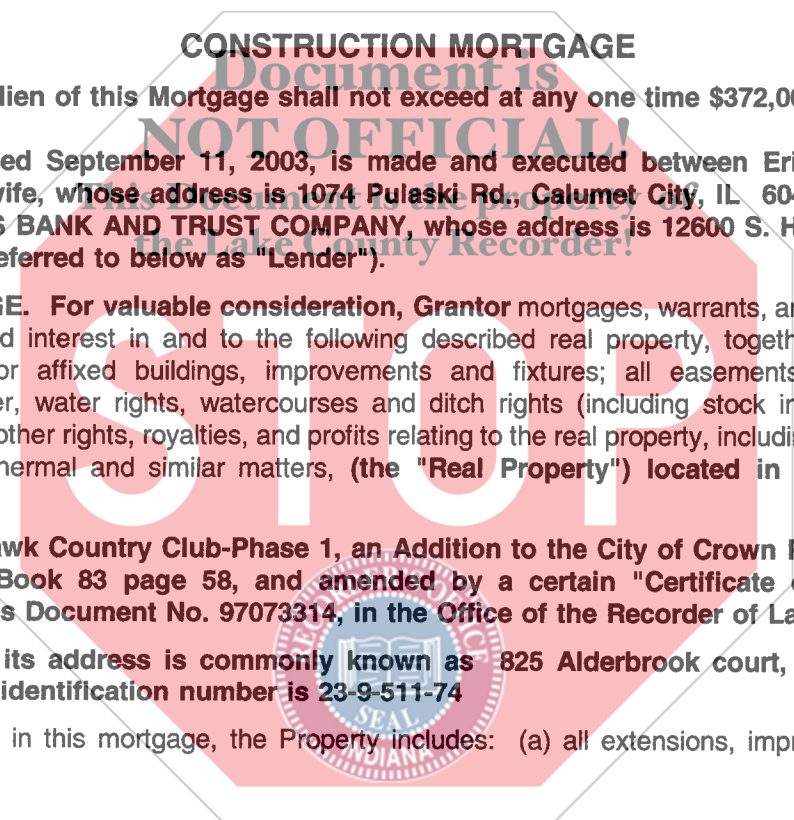 CONSTRUCTION MORTGAGE
Document is
lien of this Mortgage shall not exceed at any one time $372,00
NOT OFFICIAL!
ed September 11, 2003, is made and executed between Eri
wife, whose address is 1074 Pulaski Rd., Calumet City, IL 604
This Document is the property of
S BANK AND TRUST COMPANY, whose address is 12600 S. H
the Lake County Recorder!
eferred to below as "Lender").
GE. For valuable consideration, Grantor mortgages, warrants, an
d interest in and to the following described real property, togeth
or affixed buildings, improvements and fixtures; all easements
er, water rights, watercourses and ditch rights (including stock in
other rights, royalties, and profits relating to the real property, includi
hermal and similar matters, (the "Real Property") located in
STOP
awk Country Club-Phase 1, an Addition to the City of Crown P
Book 83 page 58, and amended by a certain "Certificate
s Document No. 97073314, in the Office of the Recorder of La
its address is commonly known as 825 Alderbrook court,
identification number is 23-9-511-74
SEAL
in this mortgage, the Property includes: (a) all extensions, impr
INDIANA